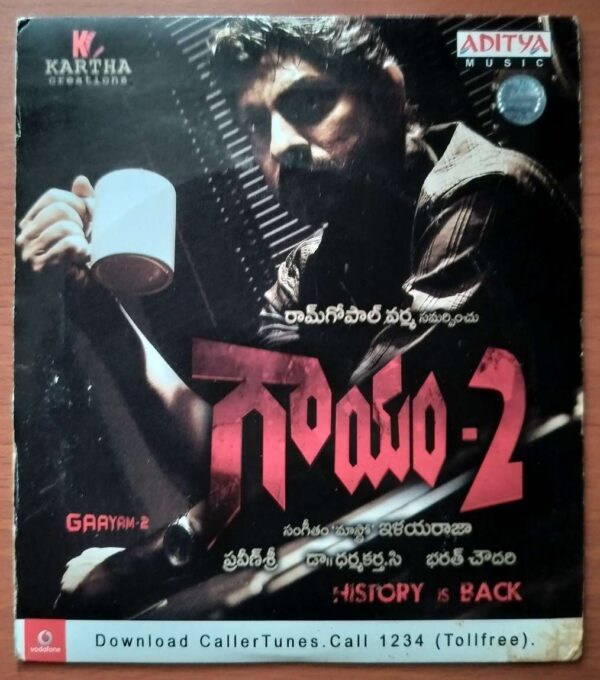 KARTHA
creations
ADITYA
MUSIC
రామ్‌గోపాల్ వర్మ సమర్పించు
గాయం-2
GAAYAM-2
సంగీతం 'మాస్ట్రో' ఇళయరాజా
ప్రవీణ్‌శ్రీ డా॥ధర్మకర్త.సి భరత్ చౌదరి
HISTORY IS BACK
vodafone
Download CallerTunes.Call 1234 (Tollfree).